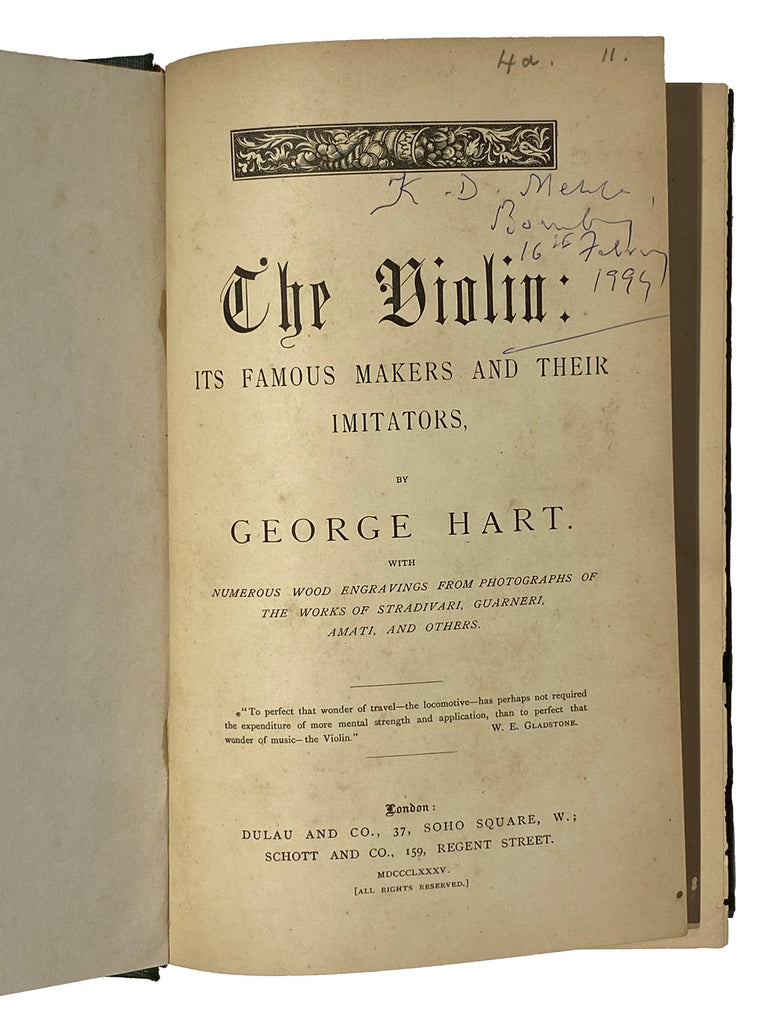 4d. 11.
K. D. Mehta,
Bombay
16th February
1994
The Violin:
ITS FAMOUS MAKERS AND THEIR
IMITATORS,
BY
GEORGE HART.
WITH
NUMEROUS WOOD ENGRAVINGS FROM PHOTOGRAPHS OF
THE WORKS OF STRADIVARI, GUARNERI,
AMATI, AND OTHERS.
"To perfect that wonder of travel—the locomotive—has perhaps not required
the expenditure of more mental strength and application, than to perfect that
wonder of music—the Violin." W. E. GLADSTONE.
London:
DULAU AND CO., 37, SOHO SQUARE, W.;
SCHOTT AND CO., 159, REGENT STREET.
MDCCCLXXXV.
[ALL RIGHTS RESERVED.]